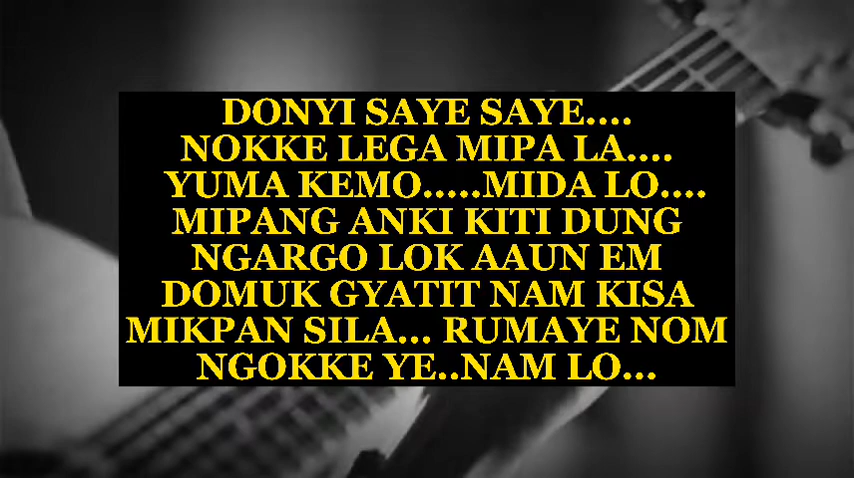 DONYI SAYE SAYE....
NOKKE LEGA MIPA LA....
YUMA KEMO.....MIDA LO....
MIPANG ANKI KITI DUNG
NGARGO LOK AAUN EM
DOMUK GYATIT NAM KISA
MIKPAN SILA... RUMAYE NOM
NGOKKE YE..NAM LO...